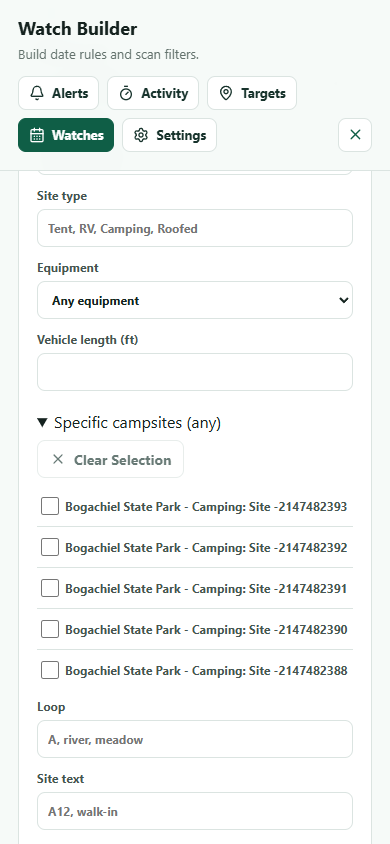 Watch Builder
Build date rules and scan filters.
Alerts
Activity
Targets
Watches
Settings
Site type
Tent, RV, Camping, Roofed
Equipment
Any equipment
Vehicle length (ft)
Specific campsites (any)
Clear Selection
Bogachiel State Park - Camping: Site -2147482393
Bogachiel State Park - Camping: Site -2147482392
Bogachiel State Park - Camping: Site -2147482391
Bogachiel State Park - Camping: Site -2147482390
Bogachiel State Park - Camping: Site -2147482388
Loop
A, river, meadow
Site text
A12, walk-in